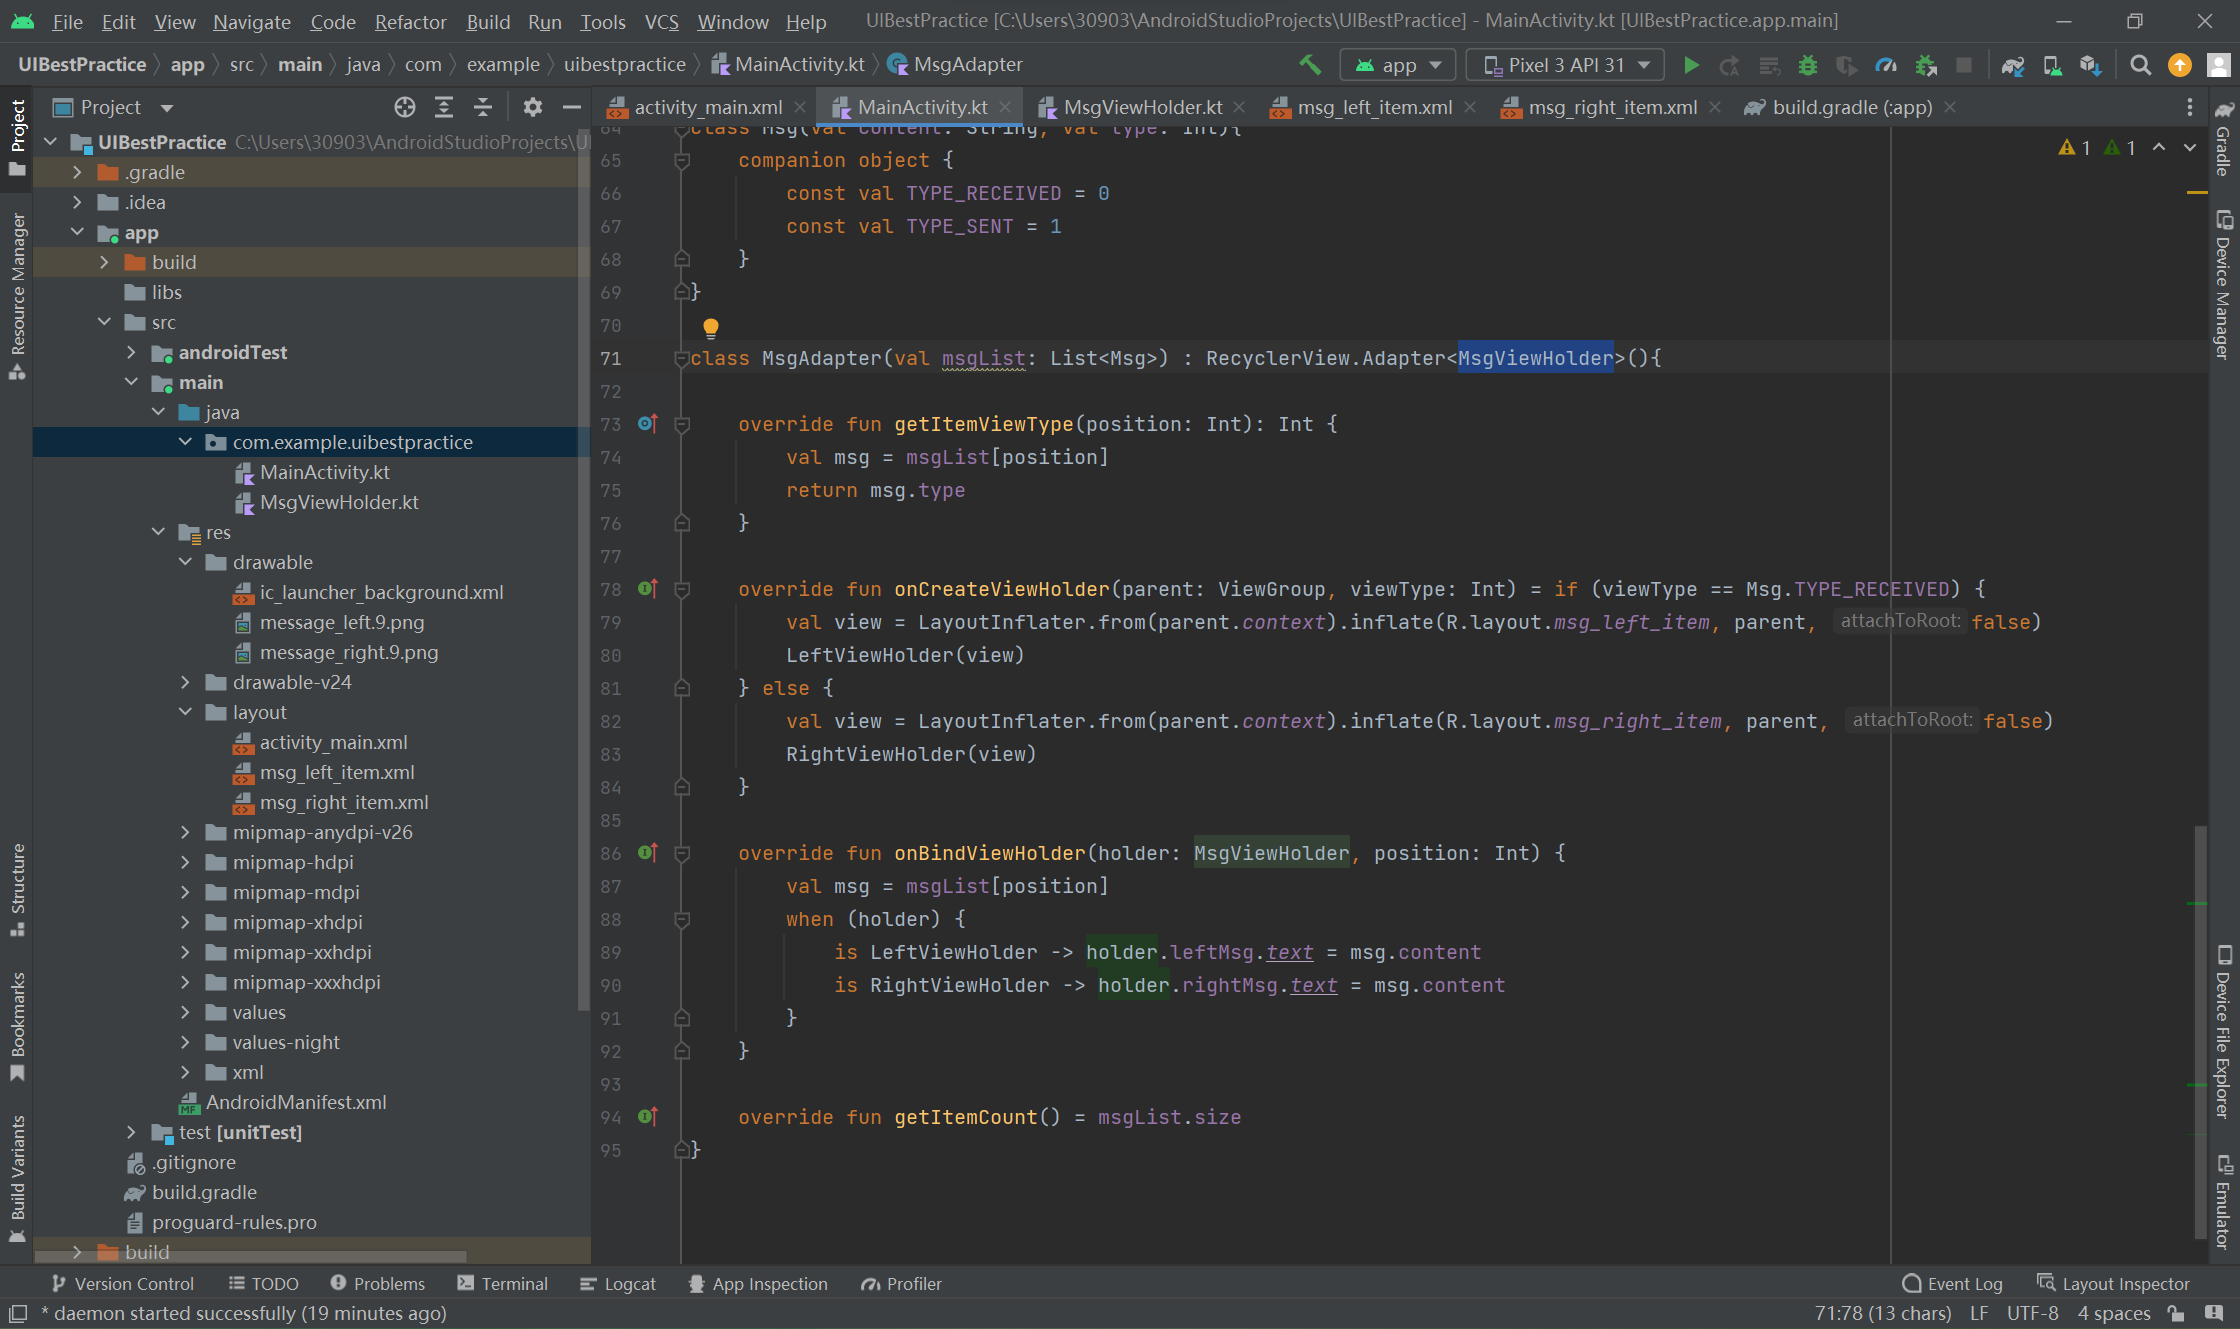 File Edit View Navigate Code Refactor Build Run Tools VCS Window Help UIBestPractice [C:\Users\30903\AndroidStudioProjects\UIBestPractice] - MainActivity.kt [UIBestPractice.app.main]
UIBestPractice app src main java com example uibestpractice MainActivity.kt MsgAdapter app Pixel 3 API 31
Project
activity_main.xml MainActivity.kt MsgViewHolder.kt msg_left_item.xml msg_right_item.xml build.gradle (:app)
UIBestPractice C:\Users\30903\AndroidStudioProjects\U
.gradle
.idea
app
build
libs
src
androidTest
main
java
com.example.uibestpractice
MainActivity.kt
MsgViewHolder.kt
res
drawable
ic_launcher_background.xml
message_left.9.png
message_right.9.png
drawable-v24
layout
activity_main.xml
msg_left_item.xml
msg_right_item.xml
mipmap-anydpi-v26
mipmap-hdpi
mipmap-mdpi
mipmap-xhdpi
mipmap-xxhdpi
mipmap-xxxhdpi
values
values-night
xml
AndroidManifest.xml
test [unitTest]
.gitignore
build.gradle
proguard-rules.pro
build
64 class Msg(val content: String, val type: Int){
65 companion object {
66 const val TYPE_RECEIVED = 0
67 const val TYPE_SENT = 1
68 }
69 }
70
71 class MsgAdapter(val msgList: List<Msg>) : RecyclerView.Adapter<MsgViewHolder>(){
72
73 override fun getItemViewType(position: Int): Int {
74 val msg = msgList[position]
75 return msg.type
76 }
77
78 override fun onCreateViewHolder(parent: ViewGroup, viewType: Int) = if (viewType == Msg.TYPE_RECEIVED) {
79 val view = LayoutInflater.from(parent.context).inflate(R.layout.msg_left_item, parent, attachToRoot: false)
80 LeftViewHolder(view)
81 } else {
82 val view = LayoutInflater.from(parent.context).inflate(R.layout.msg_right_item, parent, attachToRoot: false)
83 RightViewHolder(view)
84 }
85
86 override fun onBindViewHolder(holder: MsgViewHolder, position: Int) {
87 val msg = msgList[position]
88 when (holder) {
89 is LeftViewHolder -> holder.leftMsg.text = msg.content
90 is RightViewHolder -> holder.rightMsg.text = msg.content
91 }
92 }
93
94 override fun getItemCount() = msgList.size
95 }
1 1
Project
Resource Manager
Structure
Bookmarks
Build Variants
Gradle
Device Manager
Device File Explorer
Emulator
Version Control TODO Problems Terminal Logcat App Inspection Profiler Event Log Layout Inspector
* daemon started successfully (19 minutes ago) 71:78 (13 chars) LF UTF-8 4 spaces